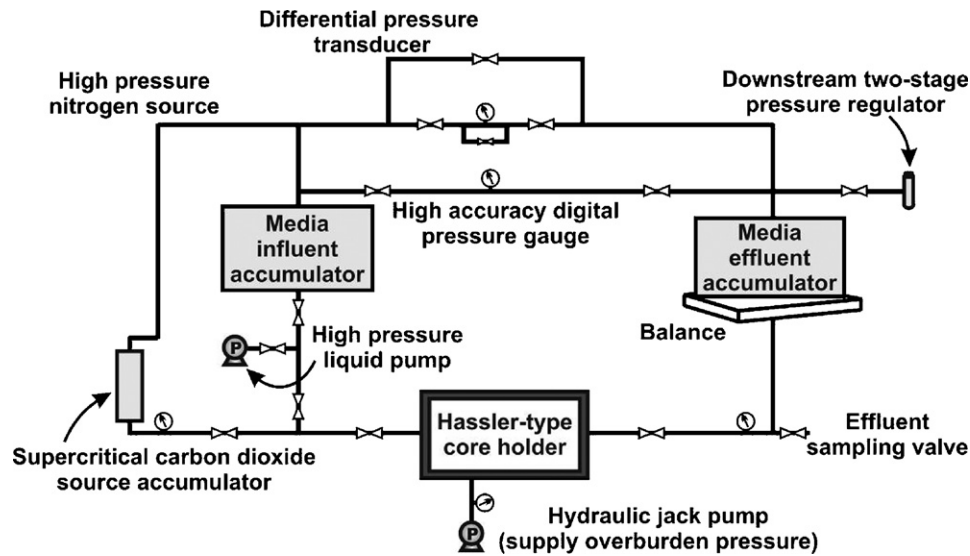 Differential pressure
transducer
High pressure
nitrogen source
Downstream two-stage
pressure regulator
High accuracy digital
pressure gauge
Media
influent
accumulator
Media
effluent
accumulator
Balance
P
High pressure
liquid pump
Hassler-type
core holder
Effluent
sampling valve
Supercritical carbon dioxide
source accumulator
P
Hydraulic jack pump
(supply overburden pressure)